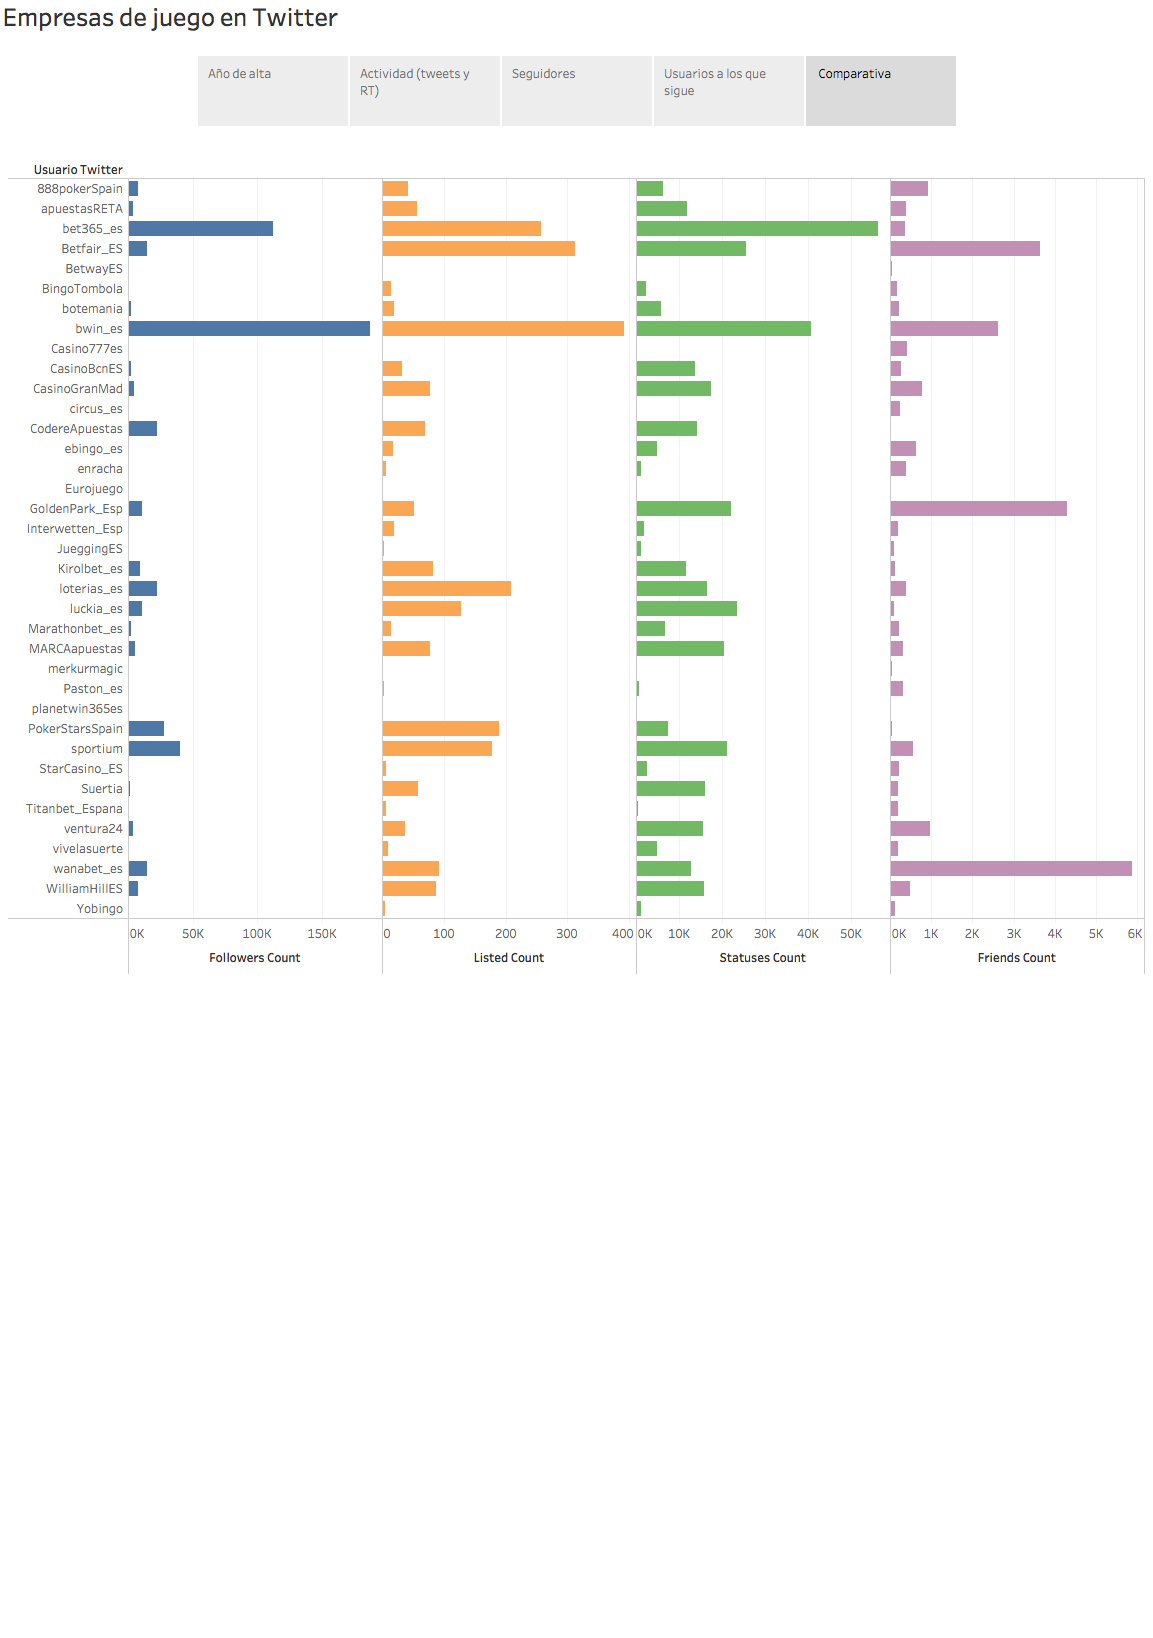 Empresas de juego en Twitter
Año de alta
Actividad (tweets y
RT)
Seguidores
Usuarios a los que
sigue
Comparativa
Usuario Twitter
888pokerSpain
apuestasRETA
bet365_es
Betfair_ES
BetwayES
BingoTombola
botemania
bwin_es
Casino777es
CasinoBcnES
CasinoGranMad
circus_es
CodereApuestas
ebingo_es
enracha
Eurojuego
GoldenPark_Esp
Interwetten_Esp
JueggingES
Kirolbet_es
loterias_es
luckia_es
Marathonbet_es
MARCAapuestas
merkurmagic
Paston_es
planetwin365es
PokerStarsSpain
sportium
StarCasino_ES
Suertia
Titanbet_Espana
ventura24
vivelasuerte
wanabet_es
WilliamHillES
Yobingo
0K 50K 100K 150K
0 100 200 300 400
0K 10K 20K 30K 40K 50K
0K 1K 2K 3K 4K 5K 6K
Followers Count
Listed Count
Statuses Count
Friends Count